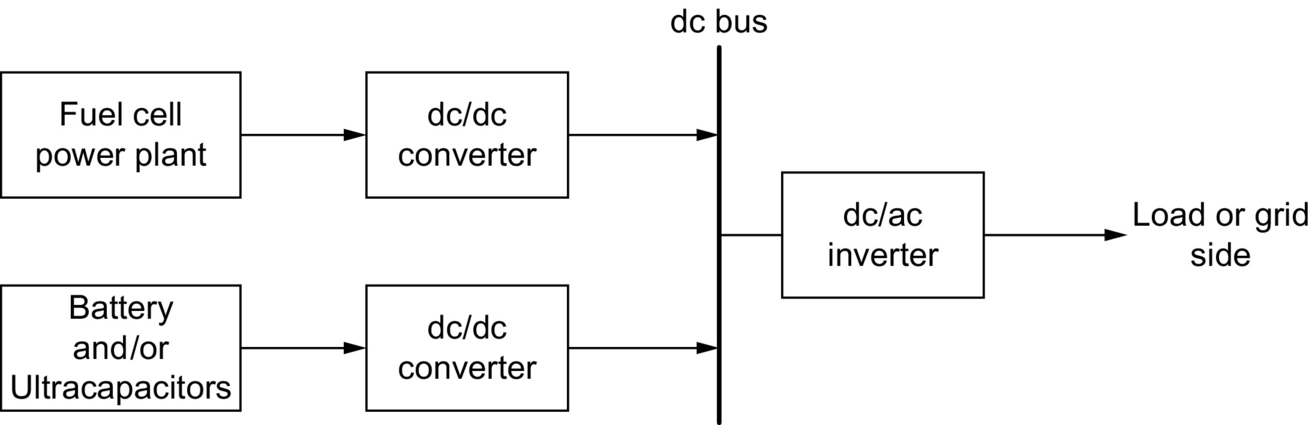 dc bus
Fuel cell
power plant
dc/dc
converter
dc/ac
inverter
Load or grid
side
Battery
and/or
Ultracapacitors
dc/dc
converter